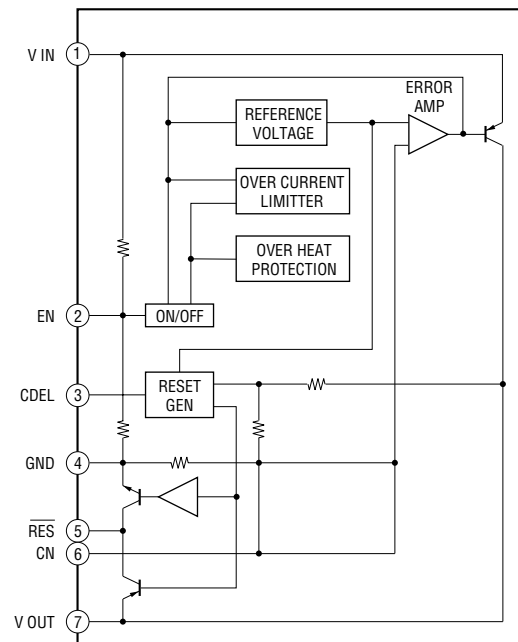 V IN
1
ERROR
AMP
REFERENCE
VOLTAGE
OVER CURRENT
LIMITTER
OVER HEAT
PROTECTION
EN
2
ON/OFF
CDEL
3
RESET
GEN
GND
4
RES
5
CN
6
V OUT
7